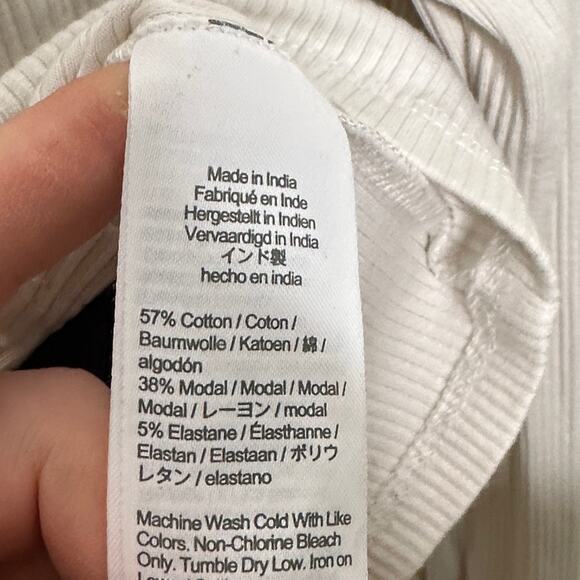 Made in India
Fabriqué en Inde
Hergestellt in Indien
Vervaardigd in India
インド製
hecho en india
57% Cotton / Coton /
Baumwolle / Katoen / 綿 /
algodón
38% Modal / Modal / Modal /
Modal / レーヨン / modal
5% Elastane / Élasthanne /
Elastan / Elastaan / ポリウ
レタン / elastano
Machine Wash Cold With Like
Colors. Non-Chlorine Bleach
Only. Tumble Dry Low. Iron on